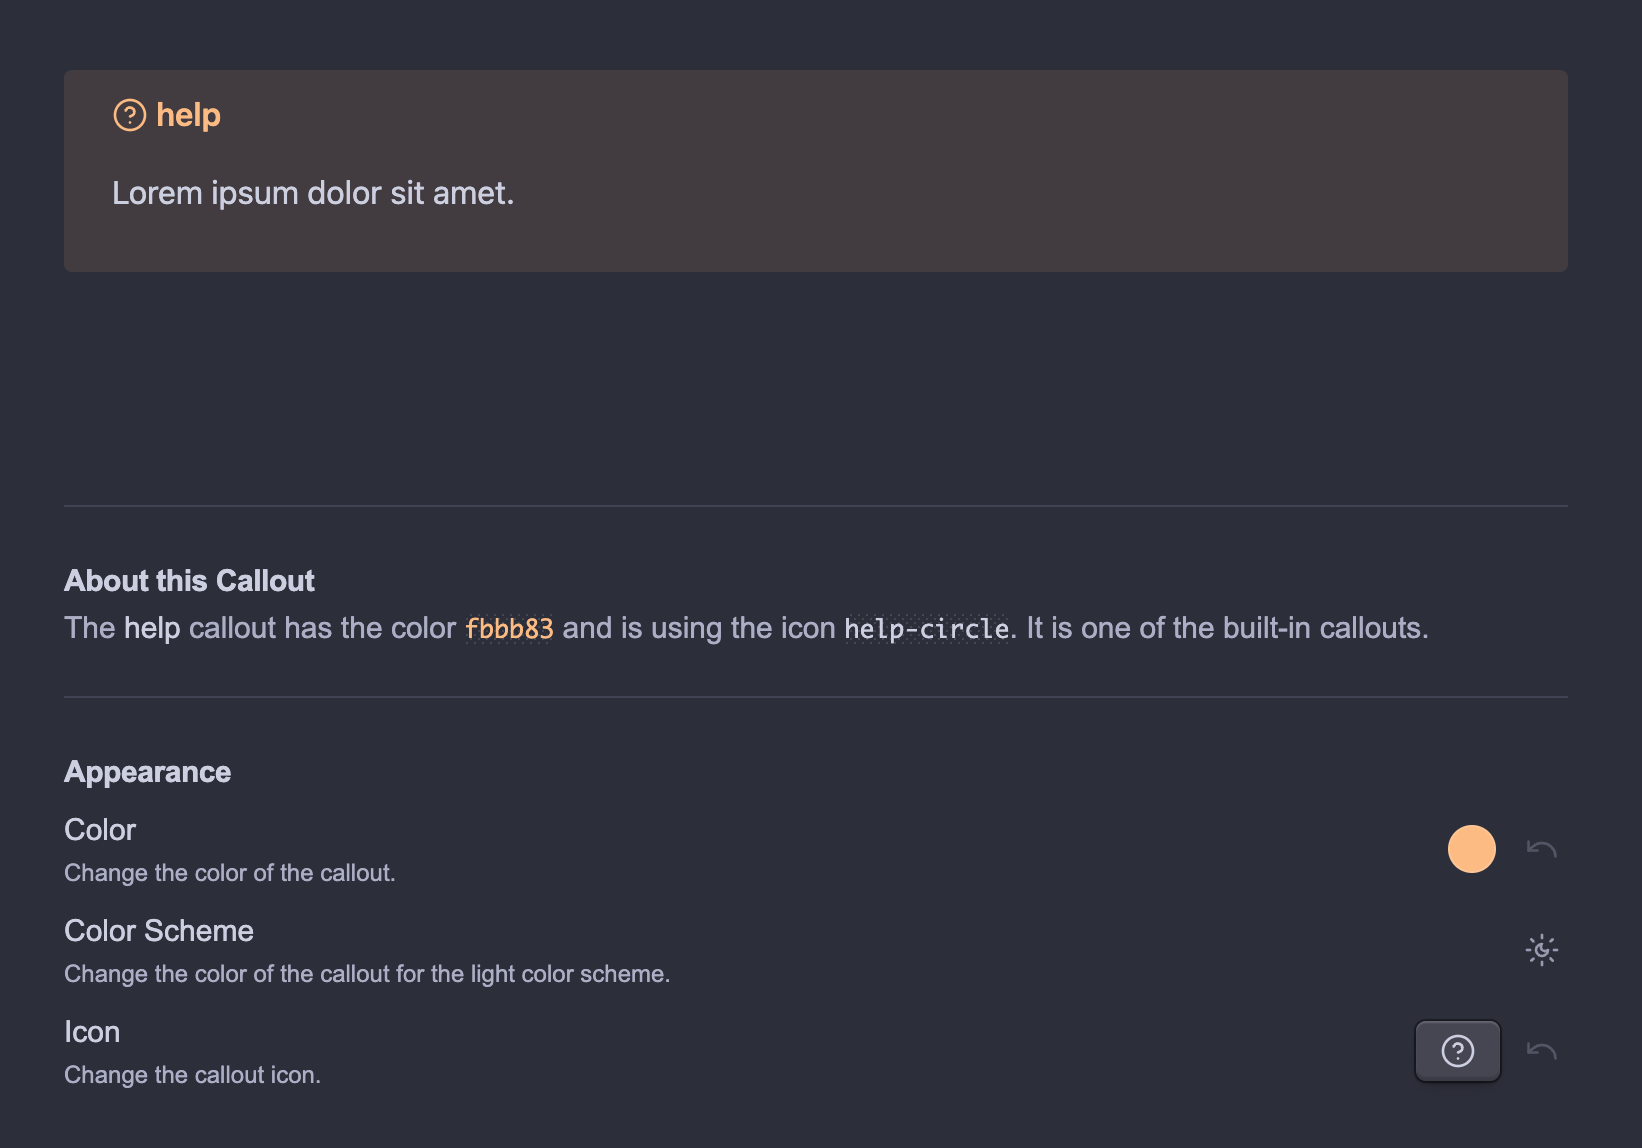 help
Lorem ipsum dolor sit amet.
About this Callout
The help callout has the color fbbb83 and is using the icon help-circle. It is one of the built-in callouts.
Appearance
Color
Change the color of the callout.
Color Scheme
Change the color of the callout for the light color scheme.
Icon
Change the callout icon.